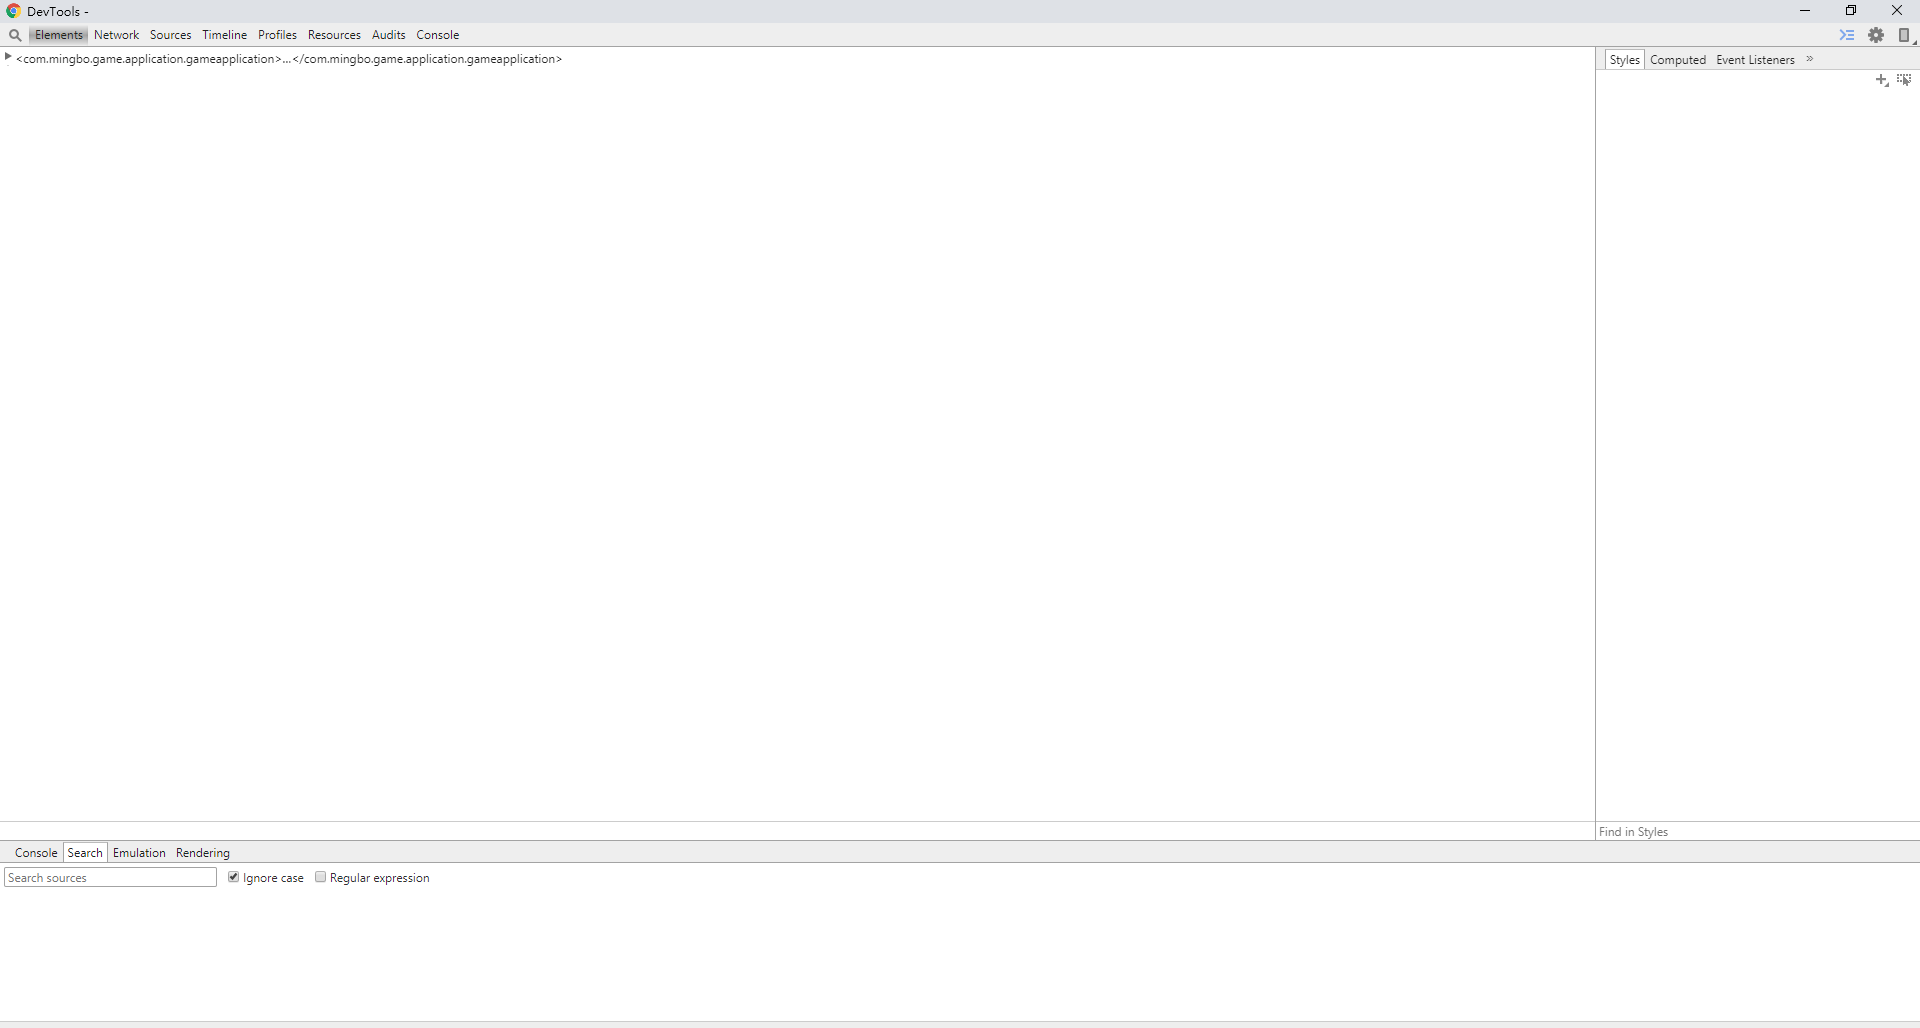 DevTools -
Elements Network Sources Timeline Profiles Resources Audits Console
<com.mingbo.game.application.gameapplication>...</com.mingbo.game.application.gameapplication>
Styles Computed Event Listeners »
Find in Styles
Console Search Emulation Rendering
Search sources Ignore case Regular expression